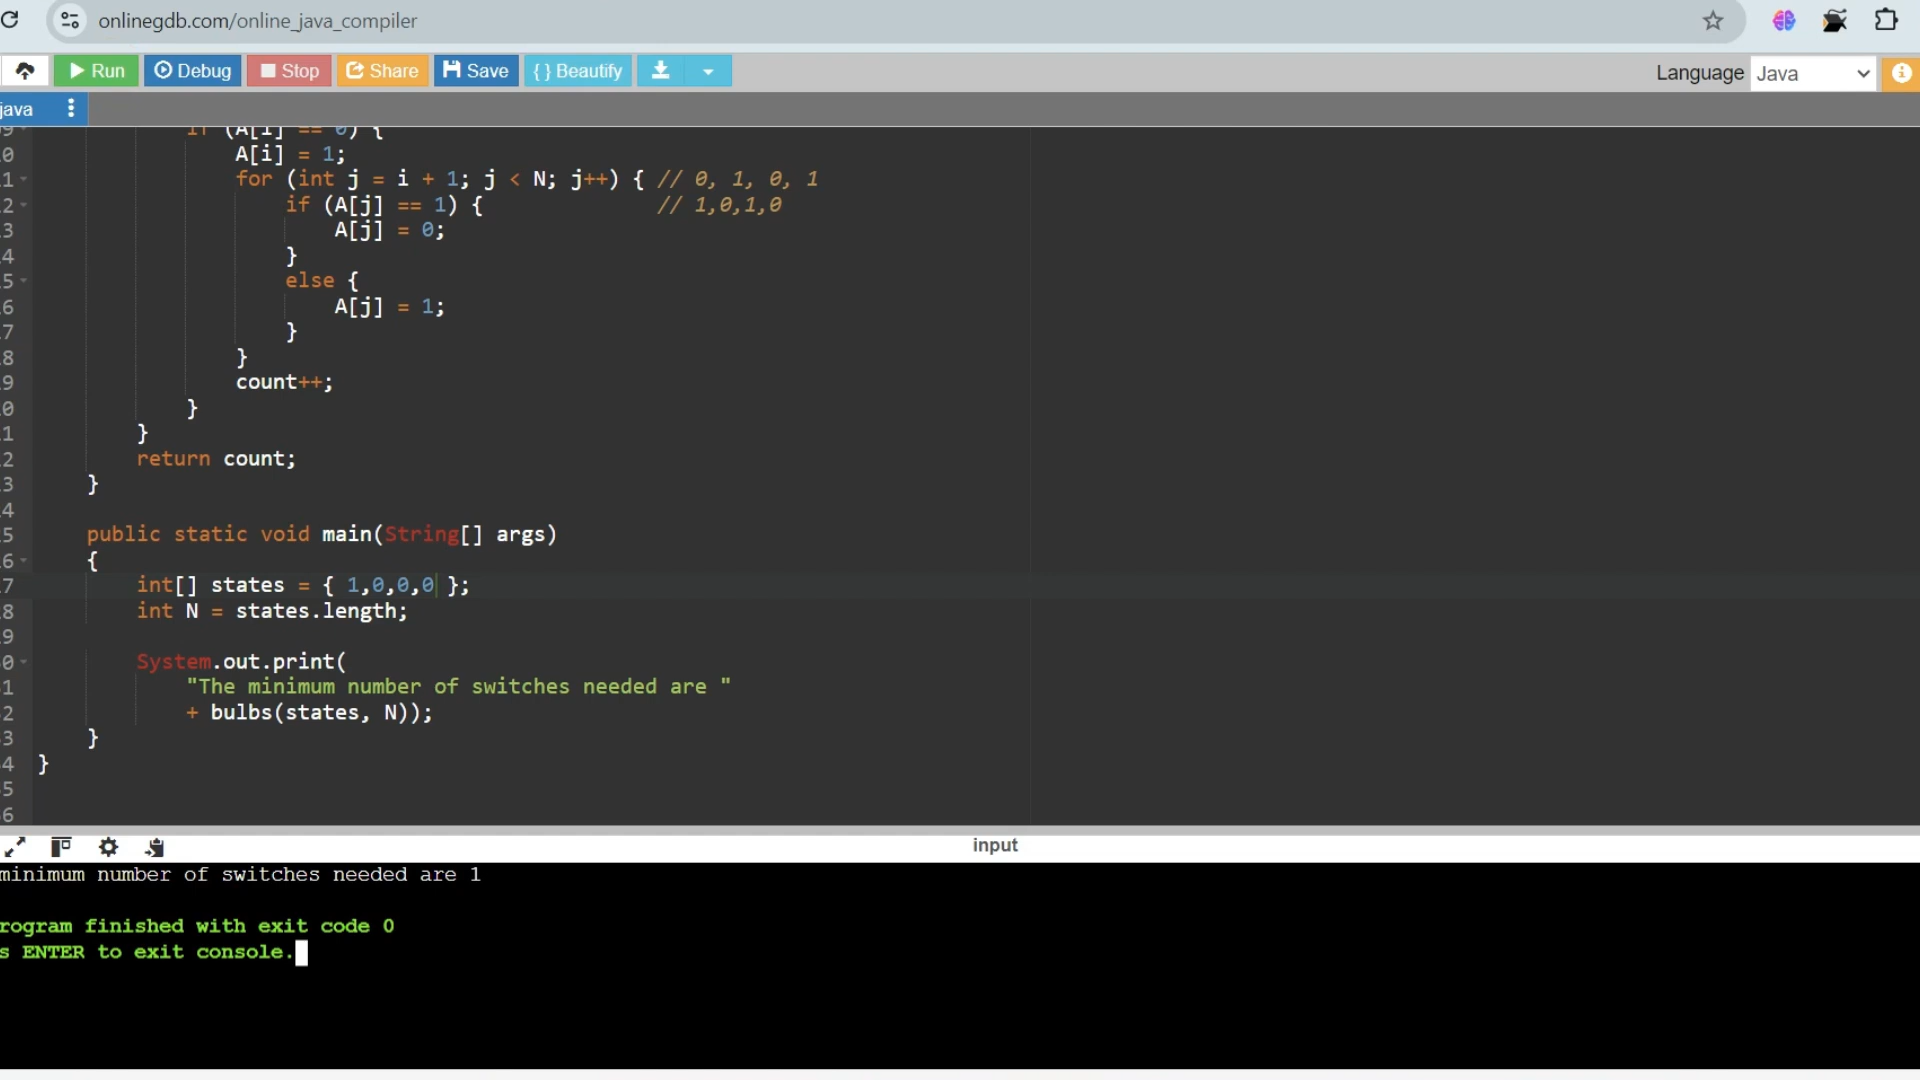 onlinegdb.com/online_java_compiler
Run Debug Stop Share Save {} Beautify Language Java
java
if (A[i] == 0) {
A[i] = 1;
for (int j = i + 1; j < N; j++) { // 0, 1, 0, 1
if (A[j] == 1) { // 1,0,1,0
A[j] = 0;
}
else {
A[j] = 1;
}
}
count++;
}
}
return count;
}
public static void main(String[] args)
{
int[] states = { 1,0,0,0 };
int N = states.length;
System.out.print(
"The minimum number of switches needed are "
+ bulbs(states, N));
}
}
input
minimum number of switches needed are 1
rogram finished with exit code 0
s ENTER to exit console.